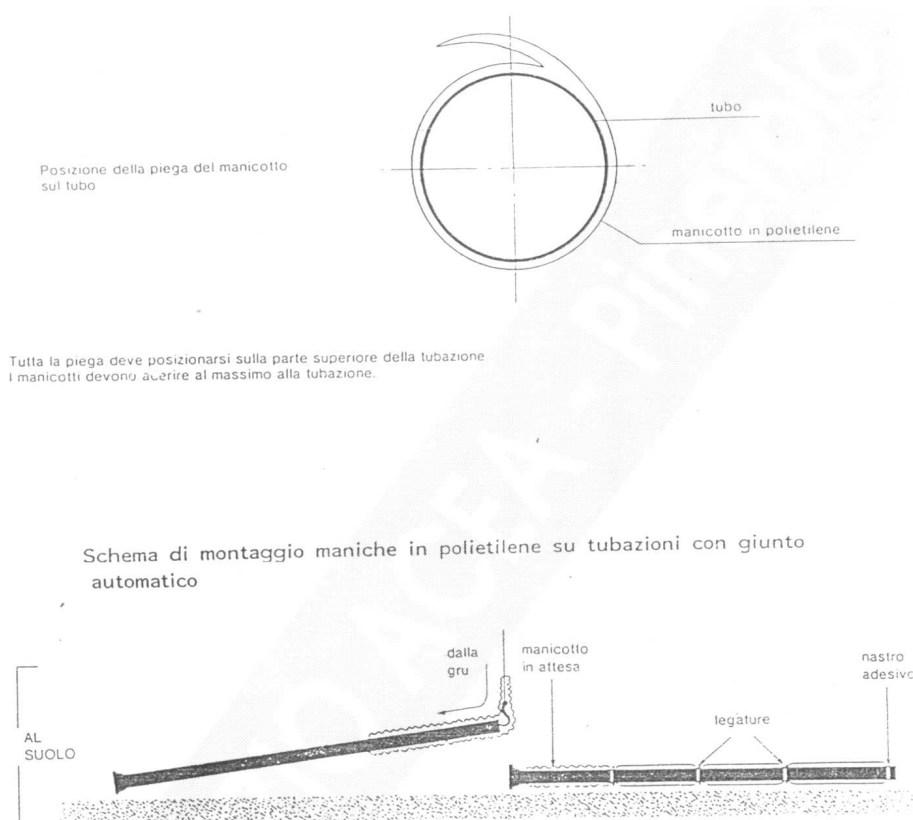 tubo
Posizione della piega del manicotto
sul tubo
manicotto in polietilene
Tutta la piega deve posizionarsi sulla parte superiore della tubazione
I manicotti devono aderire al massimo alla tubazione.
Schema di montaggio maniche in polietilene su tubazioni con giunto
automatico
dalla
gru
manicotto
in attesa
nastro
adesivo
legature
AL
SUOLO
ACEA - Pinerolo